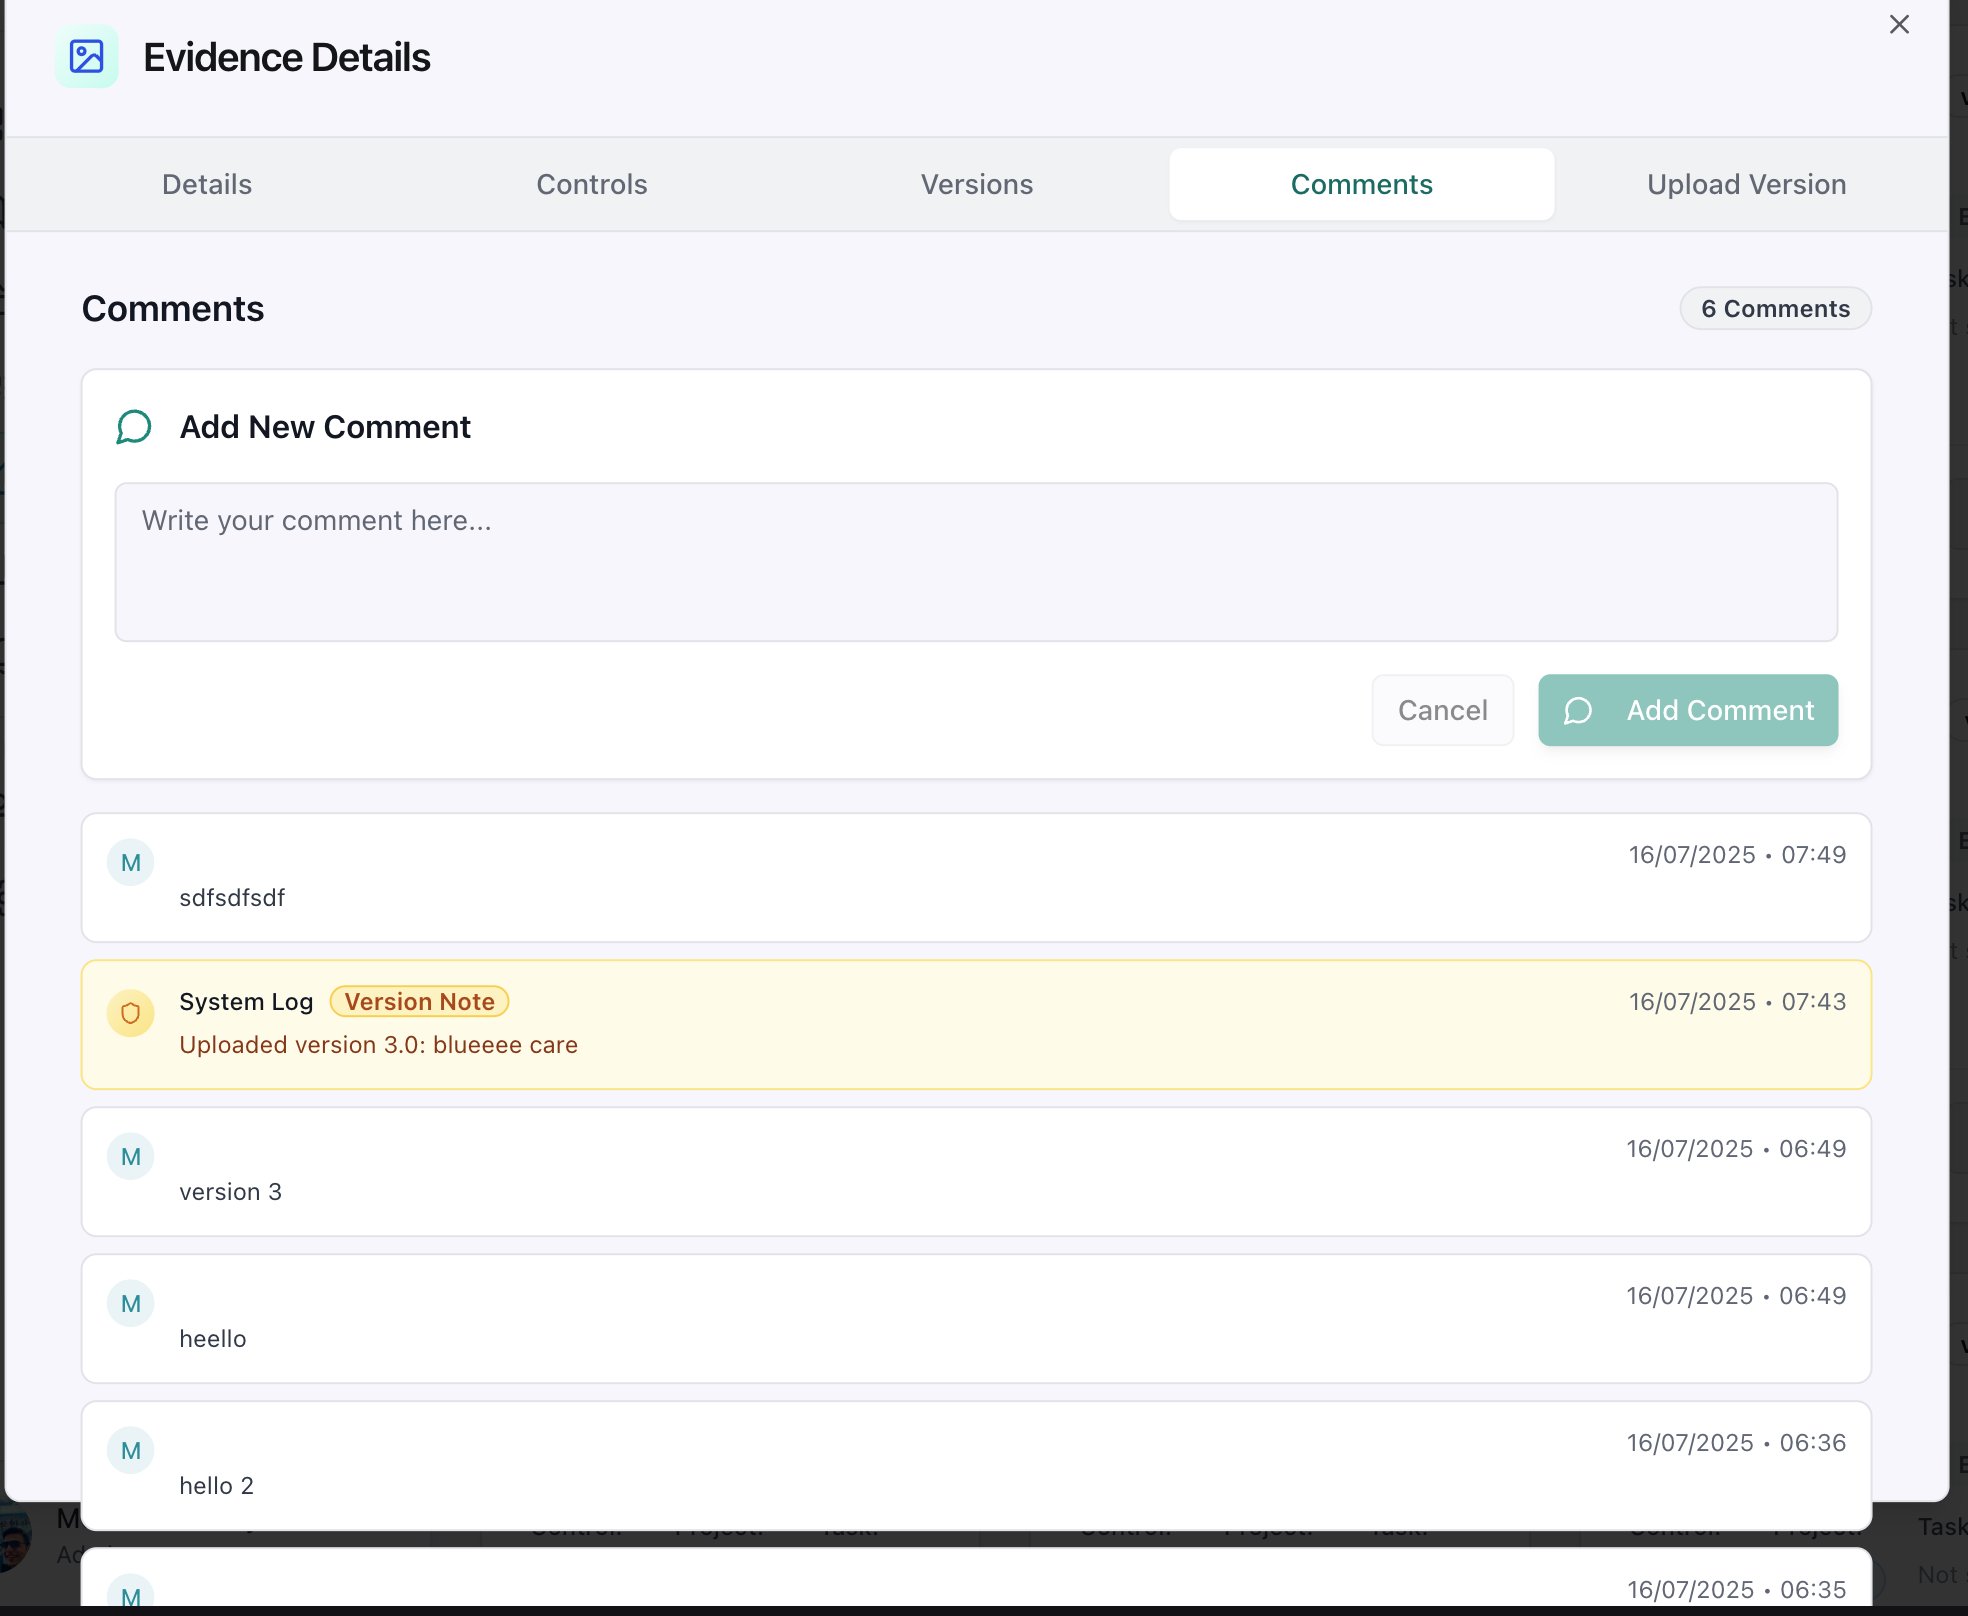 Evidence Details
Details
Controls
Versions
Comments
Upload Version
Comments
6 Comments
Add New Comment
Write your comment here...
Cancel
Add Comment
M
16/07/2025 • 07:49
sdfsdfsdf
System Log
Version Note
16/07/2025 • 07:43
Uploaded version 3.0: blueeee care
M
16/07/2025 • 06:49
version 3
M
16/07/2025 • 06:49
heello
M
16/07/2025 • 06:36
hello 2
Task
Not
M
16/07/2025 • 06:35